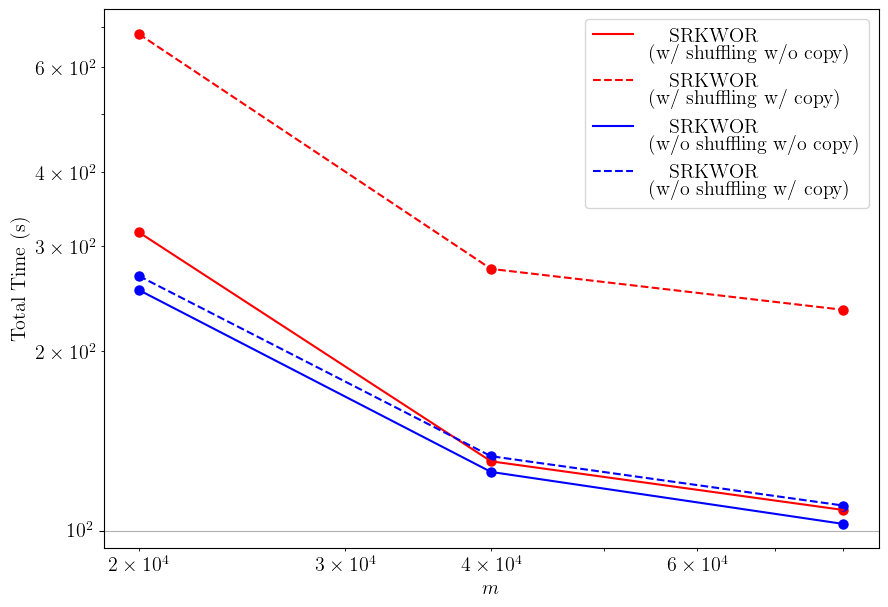 SRKWOR
(w/ shuffling w/o copy)
SRKWOR
(w/ shuffling w/ copy)
SRKWOR
(w/o shuffling w/o copy)
SRKWOR
(w/o shuffling w/ copy)
6 × 10²
4 × 10²
3 × 10²
2 × 10²
10²
Total Time (s)
2 × 10⁴
3 × 10⁴
4 × 10⁴
6 × 10⁴
m